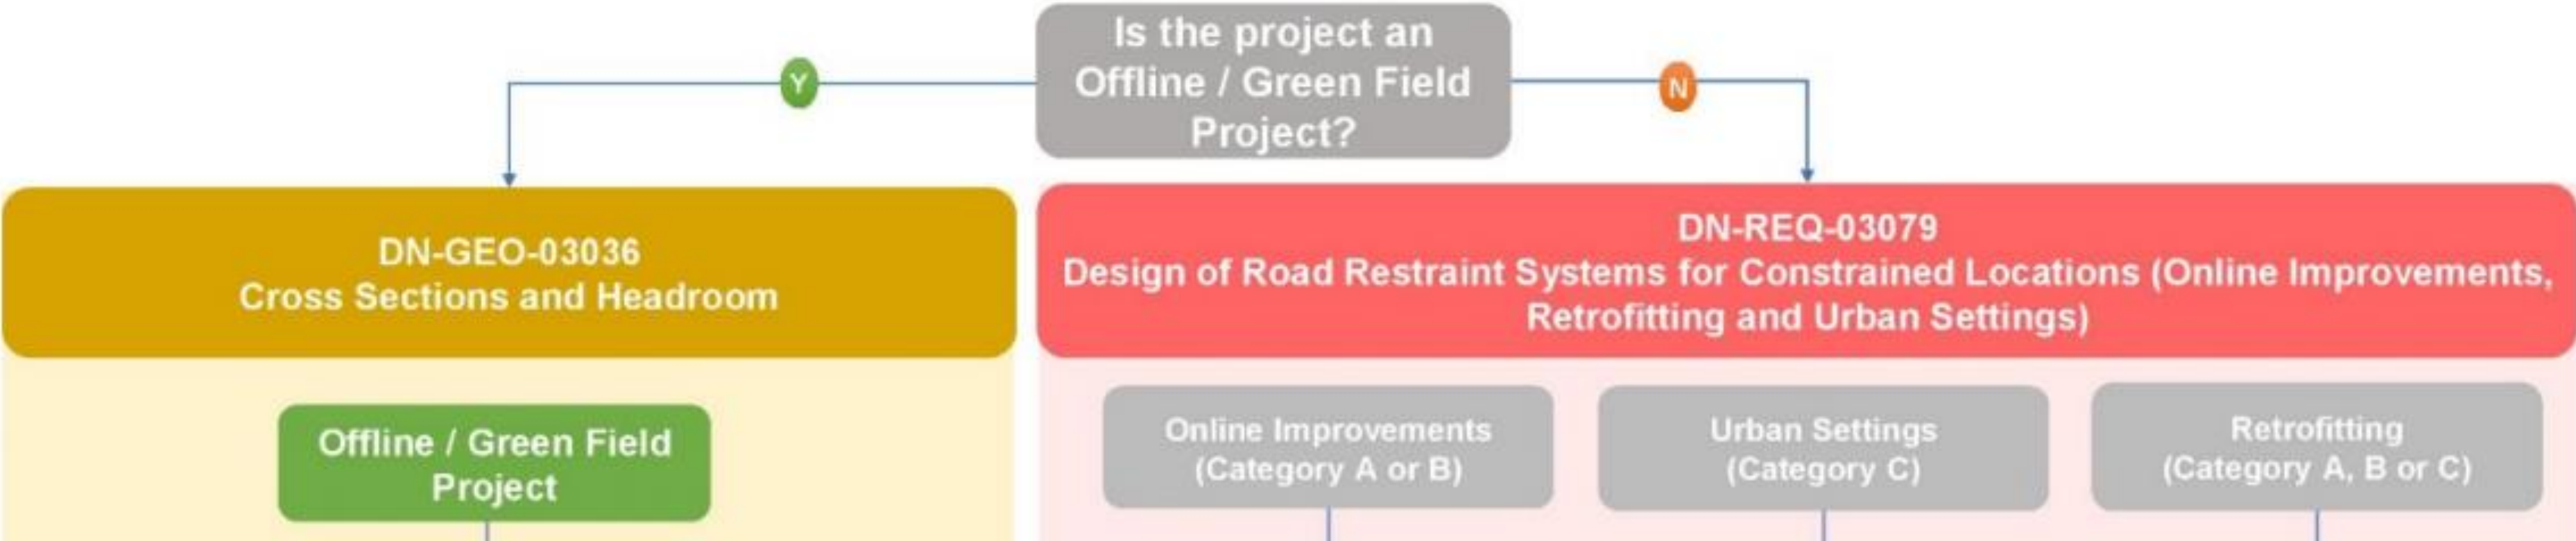 Is the project an
Offline / Green Field
Project?
Y
N
DN-GEO-03036
Cross Sections and Headroom
DN-REQ-03079
Design of Road Restraint Systems for Constrained Locations (Online Improvements,
Retrofitting and Urban Settings)
Offline / Green Field
Project
Online Improvements
(Category A or B)
Urban Settings
(Category C)
Retrofitting
(Category A, B or C)